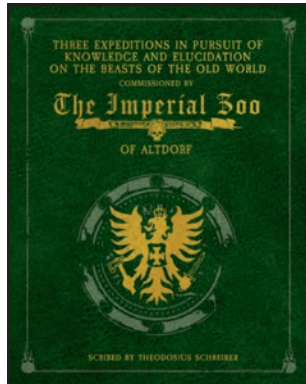 THREE EXPEDITIONS IN PURSUIT OF
KNOWLEDGE AND ELUCIDATION
ON THE BEASTS OF THE OLD WORLD
COMMISSIONED BY
The Imperial Zoo
OF ALTDORF
SCRIBED BY THEODOSIUS SCHREIBER